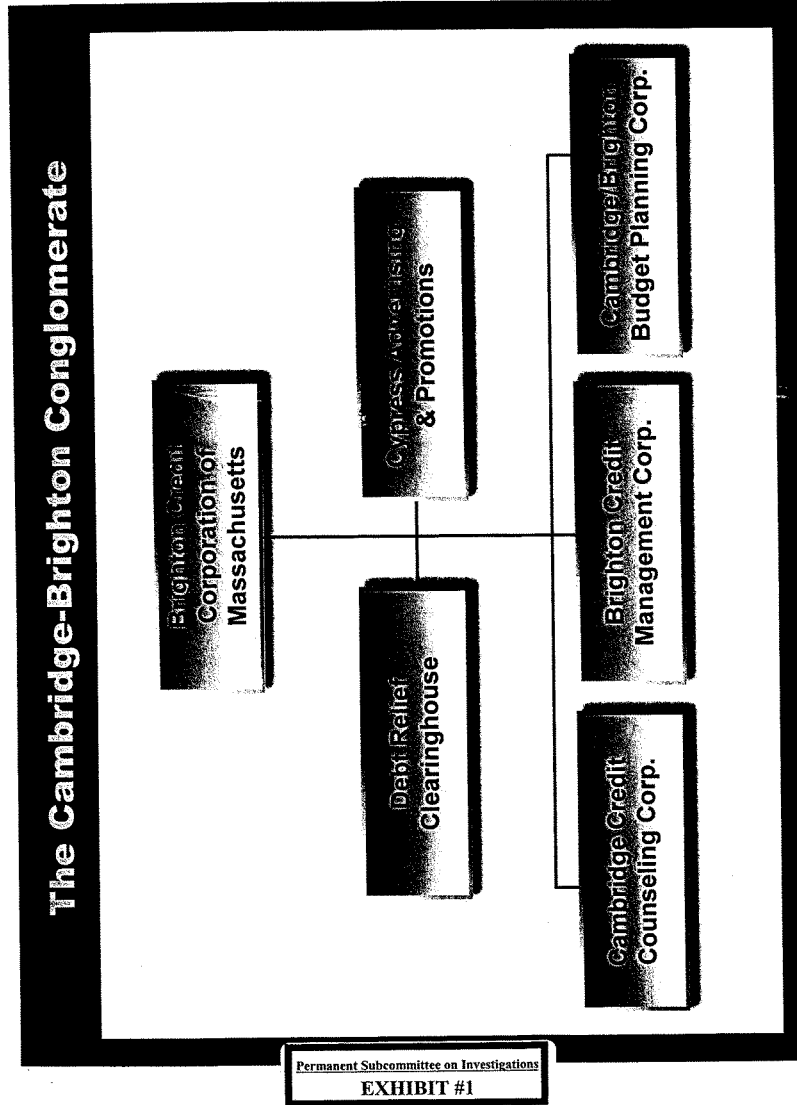 The Cambridge-Brighton Conglomerate
Brighton Credit
Corporation of
Massachusetts
Debt Relief
Clearinghouse
Cypress Advertising
& Promotions
Cambridge Credit
Counseling Corp.
Brighton Credit
Management Corp.
Cambridge/Brighton
Budget Planning Corp.
Permanent Subcommittee on Investigations
EXHIBIT #1